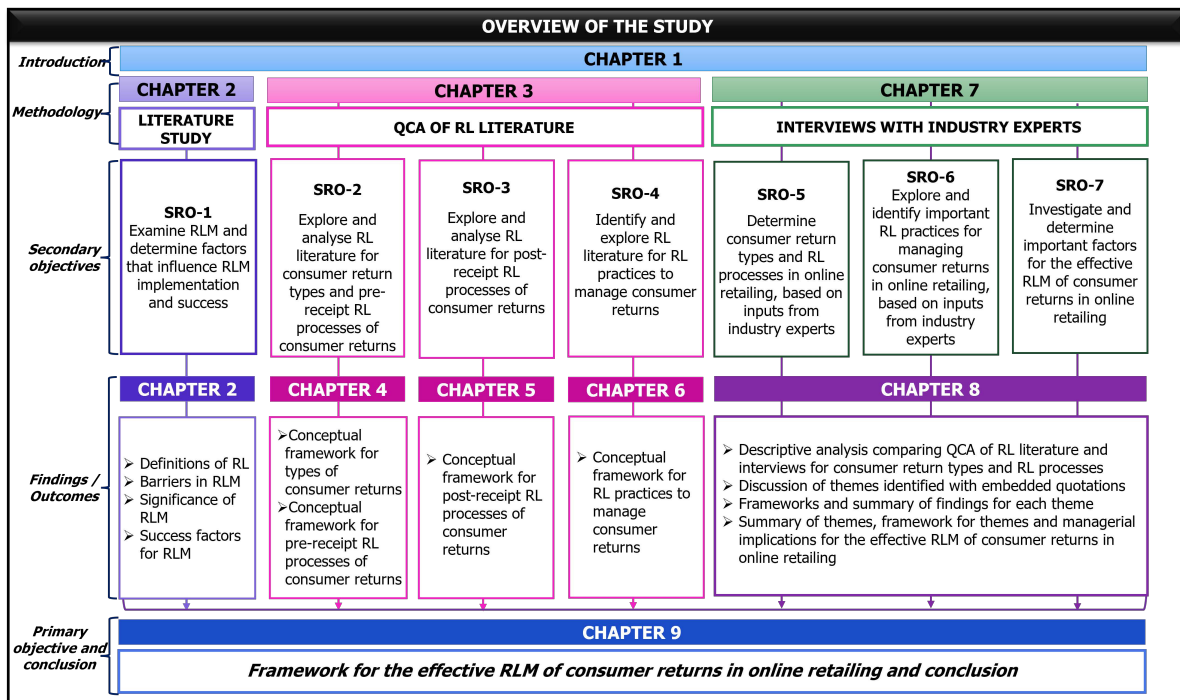 OVERVIEW OF THE STUDY
Introduction
CHAPTER 1
Methodology
CHAPTER 2
CHAPTER 3
CHAPTER 7
LITERATURE
STUDY
QCA OF RL LITERATURE
INTERVIEWS WITH INDUSTRY EXPERTS
Secondary
objectives
SRO-1
Examine RLM and
determine factors
that influence RLM
implementation
and success
SRO-2
Explore and
analyse RL
literature for
consumer return
types and pre-
receipt RL
processes of
consumer returns
SRO-3
Explore and
analyse RL
literature for post-
receipt RL
processes of
consumer returns
SRO-4
Identify and
explore RL
literature for RL
practices to
manage consumer
returns
SRO-5
Determine
consumer return
types and RL
processes in online
retailing, based on
inputs from
industry experts
SRO-6
Explore and
identify important
RL practices for
managing
consumer returns
in online retailing,
based on inputs
from industry
experts
SRO-7
Investigate and
determine
important factors
for the effective
RLM of consumer
returns in online
retailing
Findings /
Outcomes
CHAPTER 2
CHAPTER 4
CHAPTER 5
CHAPTER 6
CHAPTER 8
➢ Definitions of RL
➢ Barriers in RLM
➢ Significance of
RLM
➢ Success factors
for RLM
➢Conceptual
framework for
types of
consumer returns
➢Conceptual
framework for
pre-receipt RL
processes of
consumer returns
➢ Conceptual
framework for
post-receipt RL
processes of
consumer
returns
➢ Conceptual
framework for
RL practices to
manage
consumer
returns
➢ Descriptive analysis comparing QCA of RL literature and
interviews for consumer return types and RL processes
➢ Discussion of themes identified with embedded quotations
➢ Frameworks and summary of findings for each theme
➢ Summary of themes, framework for themes and managerial
implications for the effective RLM of consumer returns in
online retailing
Primary
objective and
conclusion
CHAPTER 9
Framework for the effective RLM of consumer returns in online retailing and conclusion